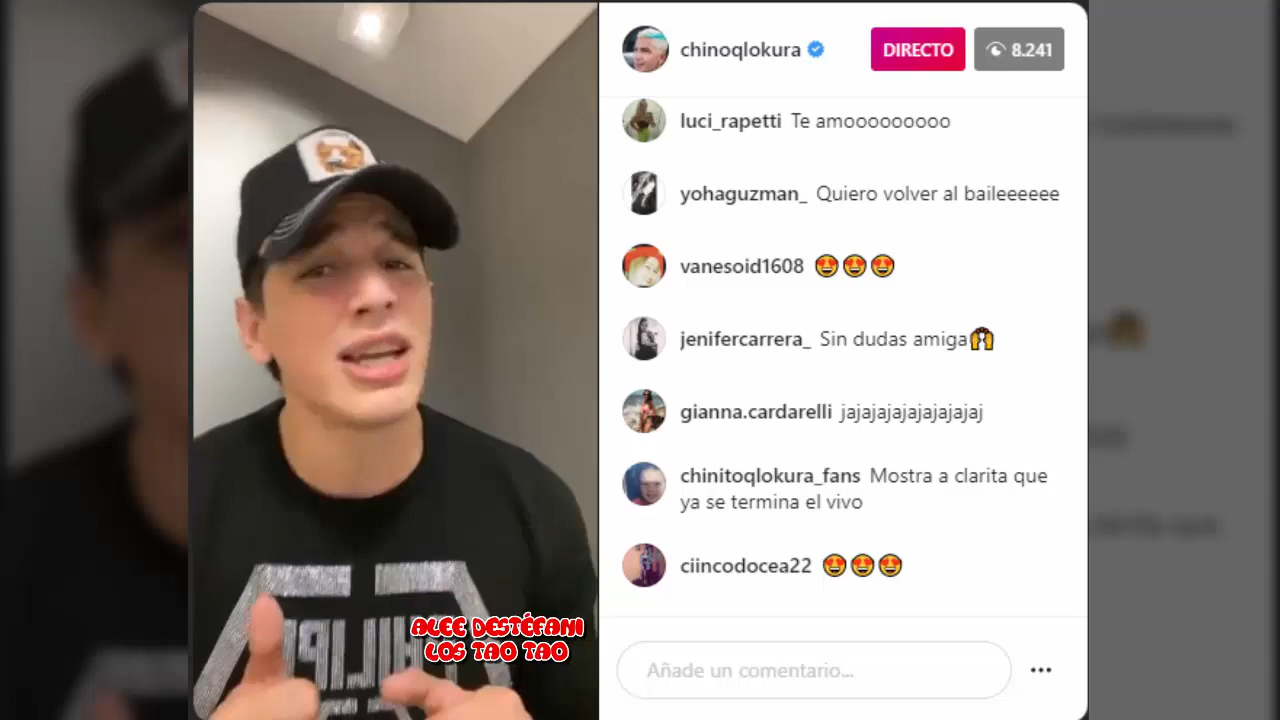 chinoqlokura
DIRECTO
8.241
luci_rapetti Te amooooooooo
yohaguzman_ Quiero volver al baileeeeee
vanesoid1608 😍😍😍
jenifercarrera_ Sin dudas amiga🙌
gianna.cardarelli jajajajajajajajaj
chinitoqlokura_fans Mostra a clarita que
ya se termina el vivo
ciincodocea22 😍😍😍
Añade un comentario...
ALEE DESTÉFANI
LOS TAO TAO